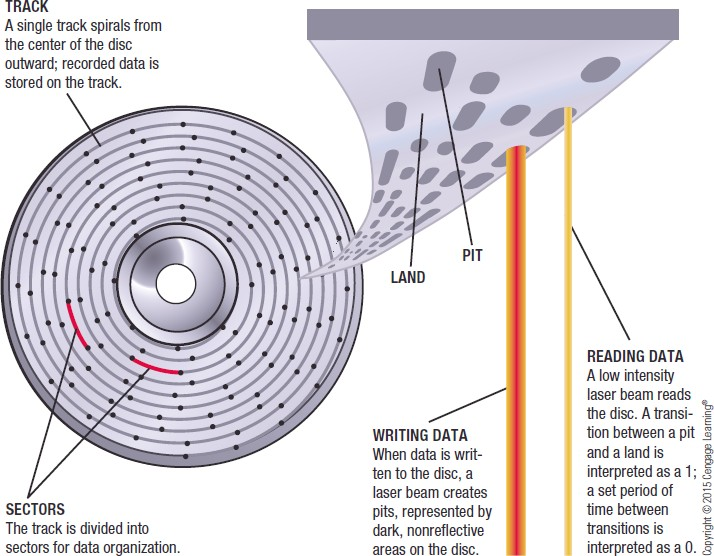 TRACK
A single track spirals from
the center of the disc
outward; recorded data is
stored on the track.
LAND
PIT
READING DATA
A low intensity
laser beam reads
the disc. A transi-
tion between a pit
and a land is
interpreted as a 1;
a set period of
time between
transitions is
interpreted as a 0.
WRITING DATA
When data is writ-
ten to the disc, a
laser beam creates
pits, represented by
dark, nonreflective
areas on the disc.
SECTORS
The track is divided into
sectors for data organization.
Copyright © 2015 Cengage Learning®